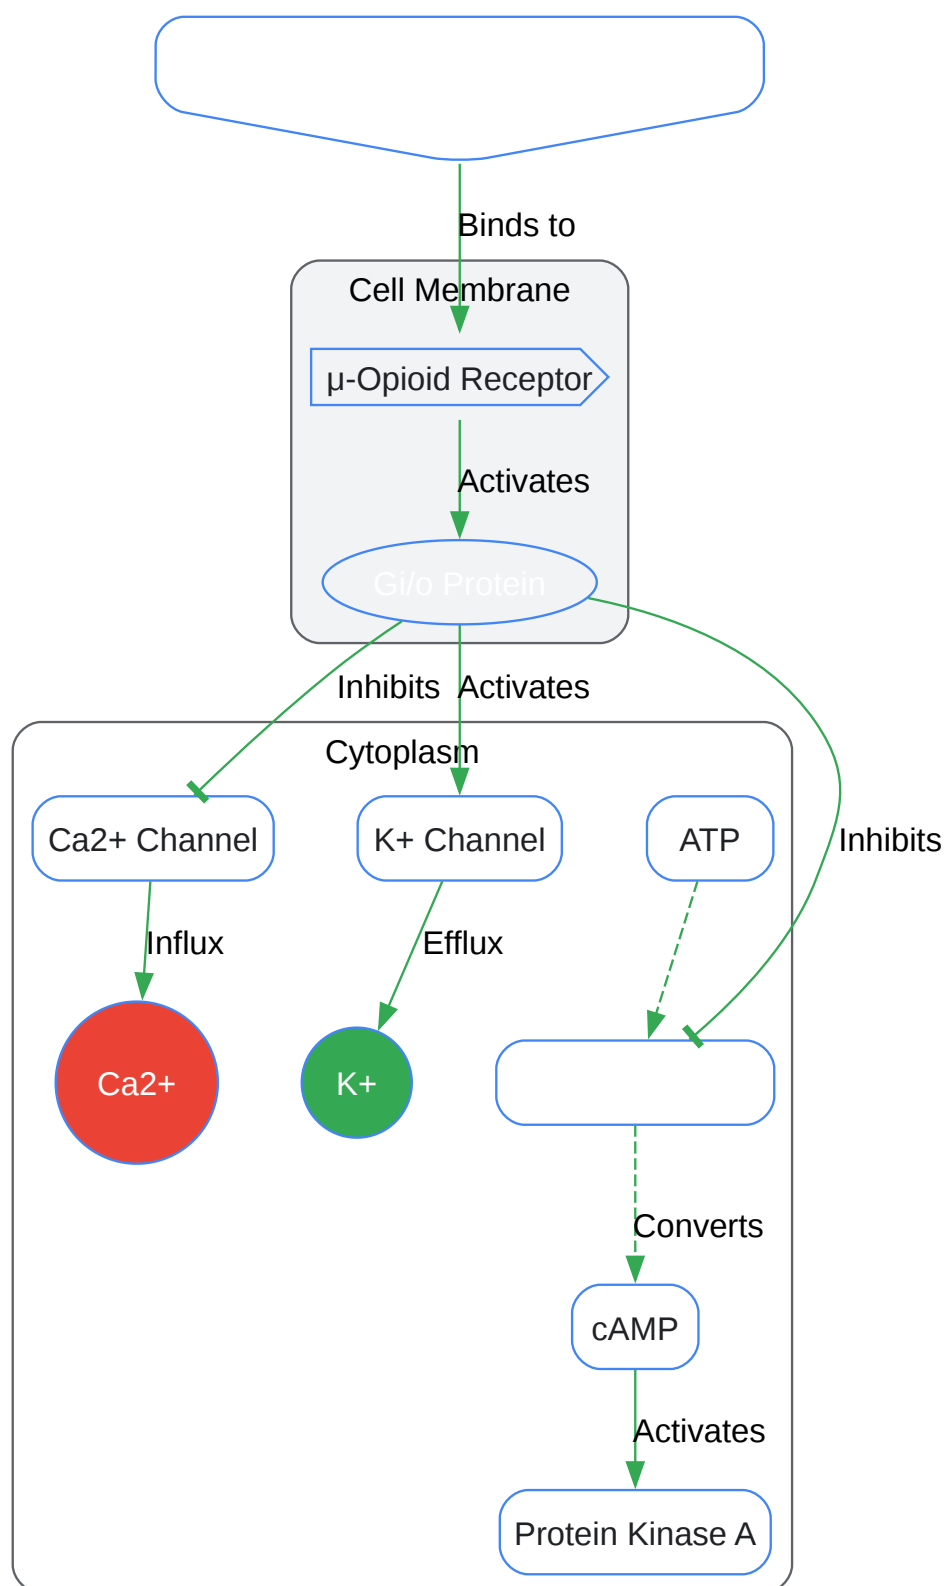 Binds to
Cell Membrane
μ-Opioid Receptor
Activates
Gi/o Protein
Inhibits
Activates
Cytoplasm
Ca2+ Channel
K+ Channel
ATP
Inhibits
Influx
Efflux
Ca2+
K+
Converts
cAMP
Activates
Protein Kinase A